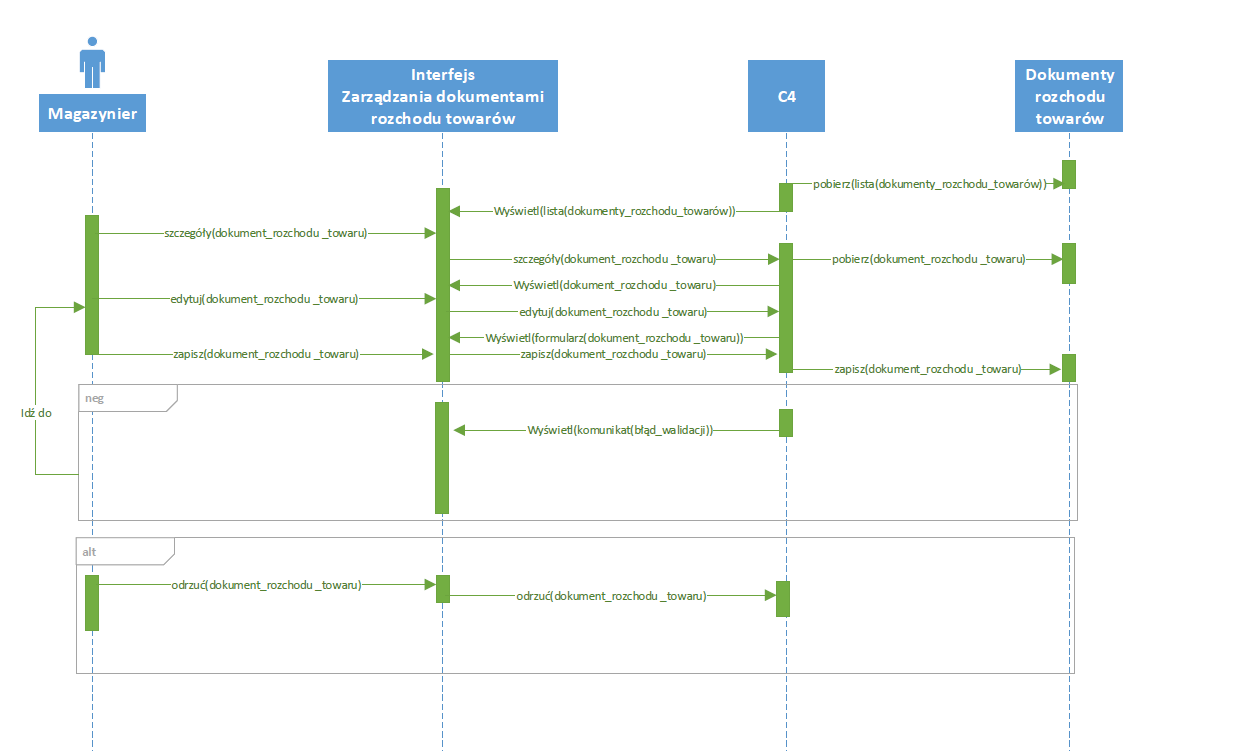 Magazynier
Interfejs
Zarządzania dokumentami
rozchodu towarów
C4
Dokumenty
rozchodu
towarów
pobierz(lista(dokumenty_rozchodu_towarów))
Wyświetl(lista(dokumenty_rozchodu_towarów))
szczegóły(dokument_rozchodu _towaru)
szczegóły(dokument_rozchodu _towaru)
pobierz(dokument_rozchodu _towaru)
Wyświetl(dokument_rozchodu _towaru)
edytuj(dokument_rozchodu _towaru)
edytuj(dokument_rozchodu _towaru)
Wyświetl(formularz(dokument_rozchodu _towaru))
zapisz(dokument_rozchodu _towaru)
zapisz(dokument_rozchodu _towaru)
zapisz(dokument_rozchodu _towaru)
neg
Idź do
Wyświetl(komunikat(błąd_walidacji))
alt
odrzuć(dokument_rozchodu _towaru)
odrzuć(dokument_rozchodu _towaru)